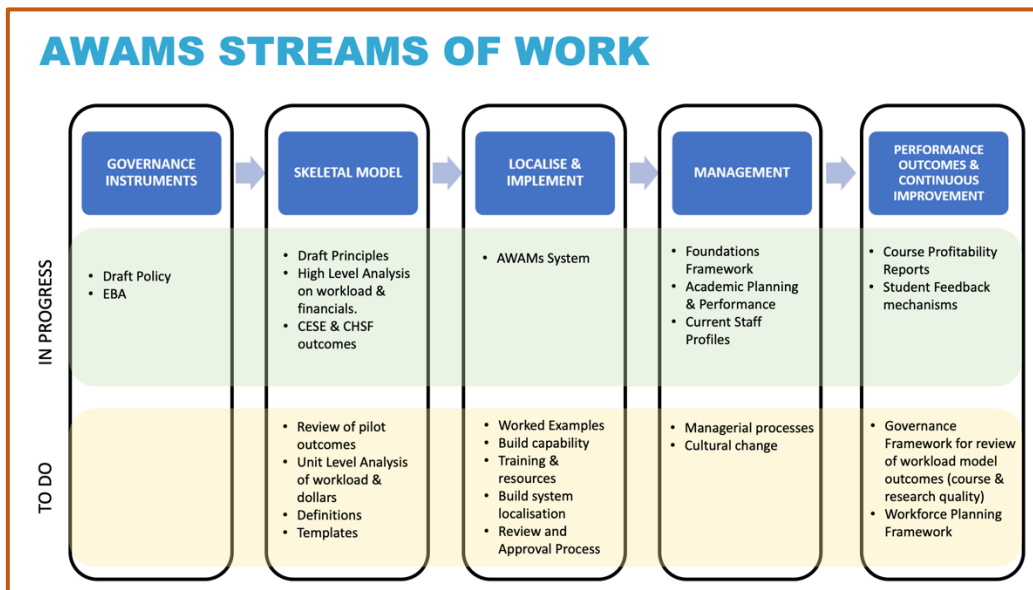 AWAMS STREAMS OF WORK
GOVERNANCE
INSTRUMENTS
SKELETAL MODEL
LOCALISE &
IMPLEMENT
MANAGEMENT
PERFORMANCE
OUTCOMES &
CONTINUOUS
IMPROVEMENT
IN PROGRESS
• Draft Policy
• EBA
• Draft Principles
• High Level Analysis
on workload &
financials.
• CESE & CHSF
outcomes
• AWAMs System
• Foundations
Framework
• Academic Planning
& Performance
• Current Staff
Profiles
• Course Profitability
Reports
• Student Feedback
mechanisms
TO DO
• Review of pilot
outcomes
• Unit Level Analysis
of workload &
dollars
• Definitions
• Templates
• Worked Examples
• Build capability
• Training &
resources
• Build system
localisation
• Review and
Approval Process
• Managerial processes
• Cultural change
• Governance
Framework for review
of workload model
outcomes (course &
research quality)
• Workforce Planning
Framework